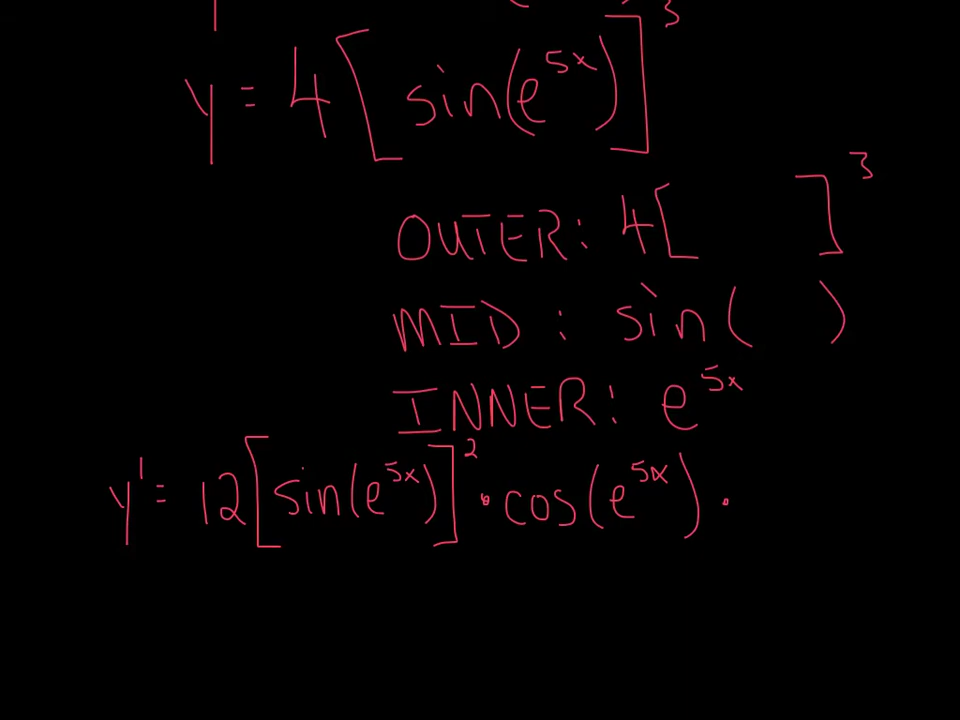 y = 4[sin(e^{5x})]^3
OUTER: 4[ ]^3
MID: sin( )
INNER: e^{5x}
y' = 12[sin(e^{5x})]^2 · cos(e^{5x}) ·